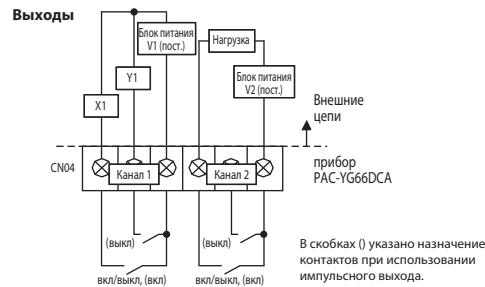 Выходы
Блок питания
V1 (пост.)
Нагрузка
Y1
Блок питания
V2 (пост.)
X1
Внешние
цепи
CN04
Канал 1
Канал 2
прибор
PAC-YG66DCA
(выкл)
(выкл)
вкл/выкл, (вкл)
вкл/выкл, (вкл)
В скобках () указано назначение
контактов при использовании
импульсного выхода.